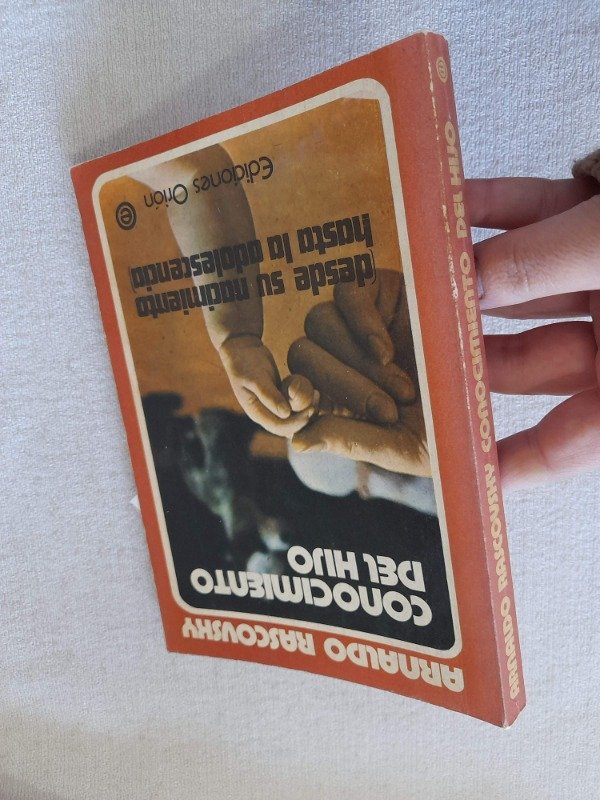 ARNALDO RASCOVSKY
CONOCIMIENTO
DEL HIJO
(desde su nacimiento
hasta la adolescencia)
Ediciones Orión
ARNALDO RASCOVSKY CONOCIMIENTO DEL HIJO